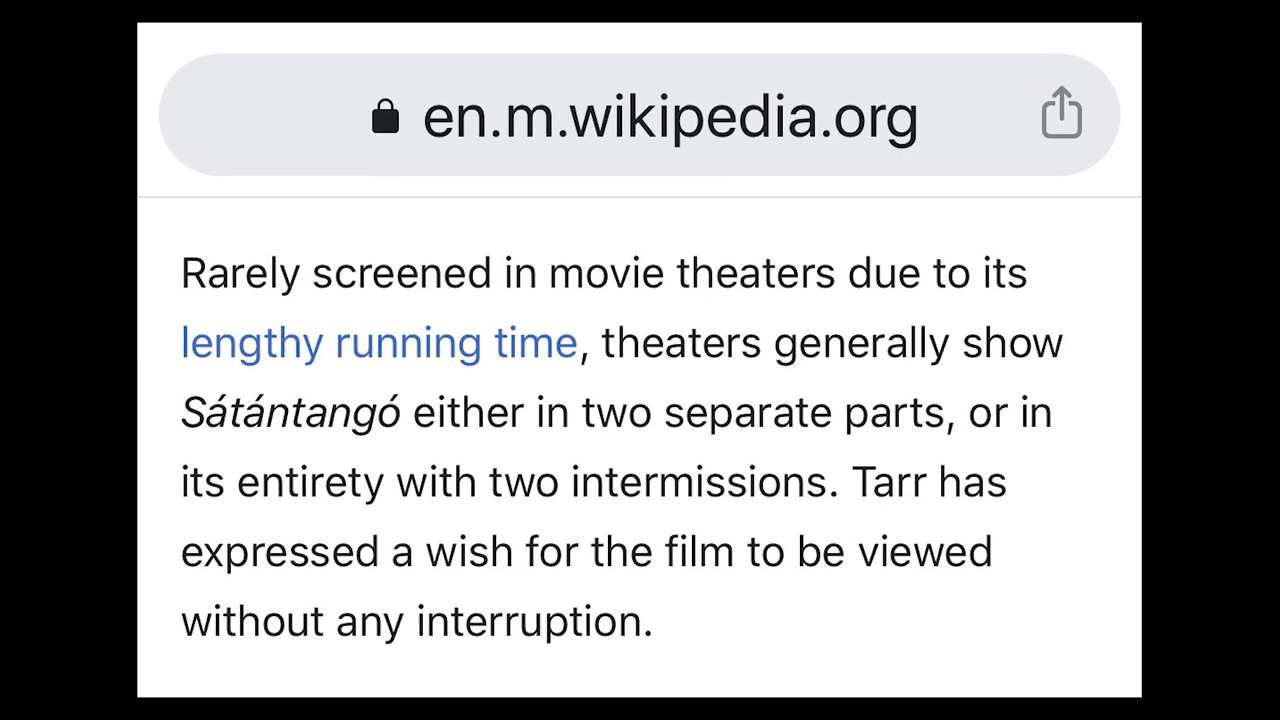 en.m.wikipedia.org
Rarely screened in movie theaters due to its
lengthy running time, theaters generally show
Sátántangó either in two separate parts, or in
its entirety with two intermissions. Tarr has
expressed a wish for the film to be viewed
without any interruption.